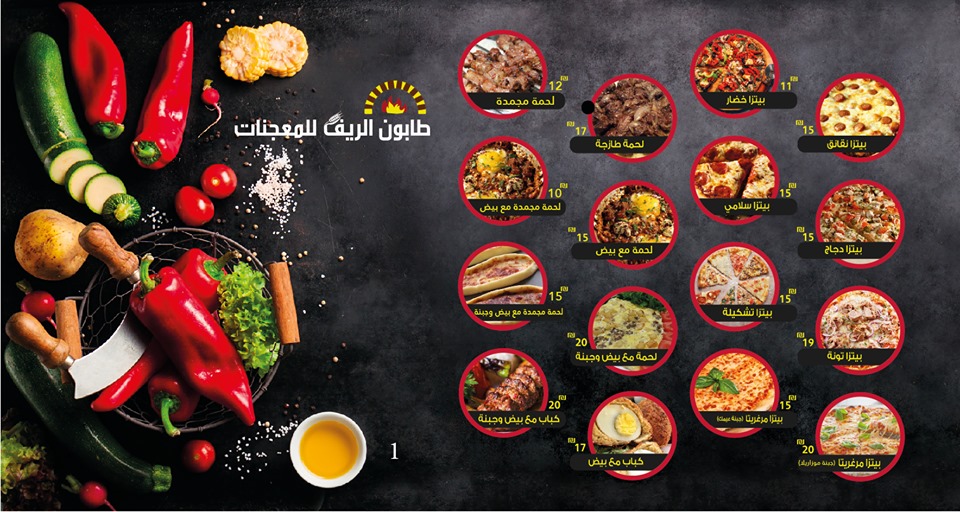 طابون الريف للمعجنات
₪ 12
لحمة مجمدة
₪ 17
لحمة طازجة
₪ 10
لحمة مجمدة مع بيض
₪ 15
لحمة مع بيض
₪ 15
لحمة مجمدة مع بيض وجبنة
₪ 20
لحمة مع بيض وجبنة
₪ 20
كباب مع بيض وجبنة
₪ 17
كباب مع بيض
₪ 11
بيتزا خضار
₪ 15
بيتزا نقانق
₪ 15
بيتزا سلامي
₪ 15
بيتزا دجاج
₪ 15
بيتزا تشكيلة
₪ 19
بيتزا تونة
₪ 15
بيتزا مرغريتا (جبنة عيمك)
₪ 20
بيتزا مرغريتا (جبنة موزاريلا)
1